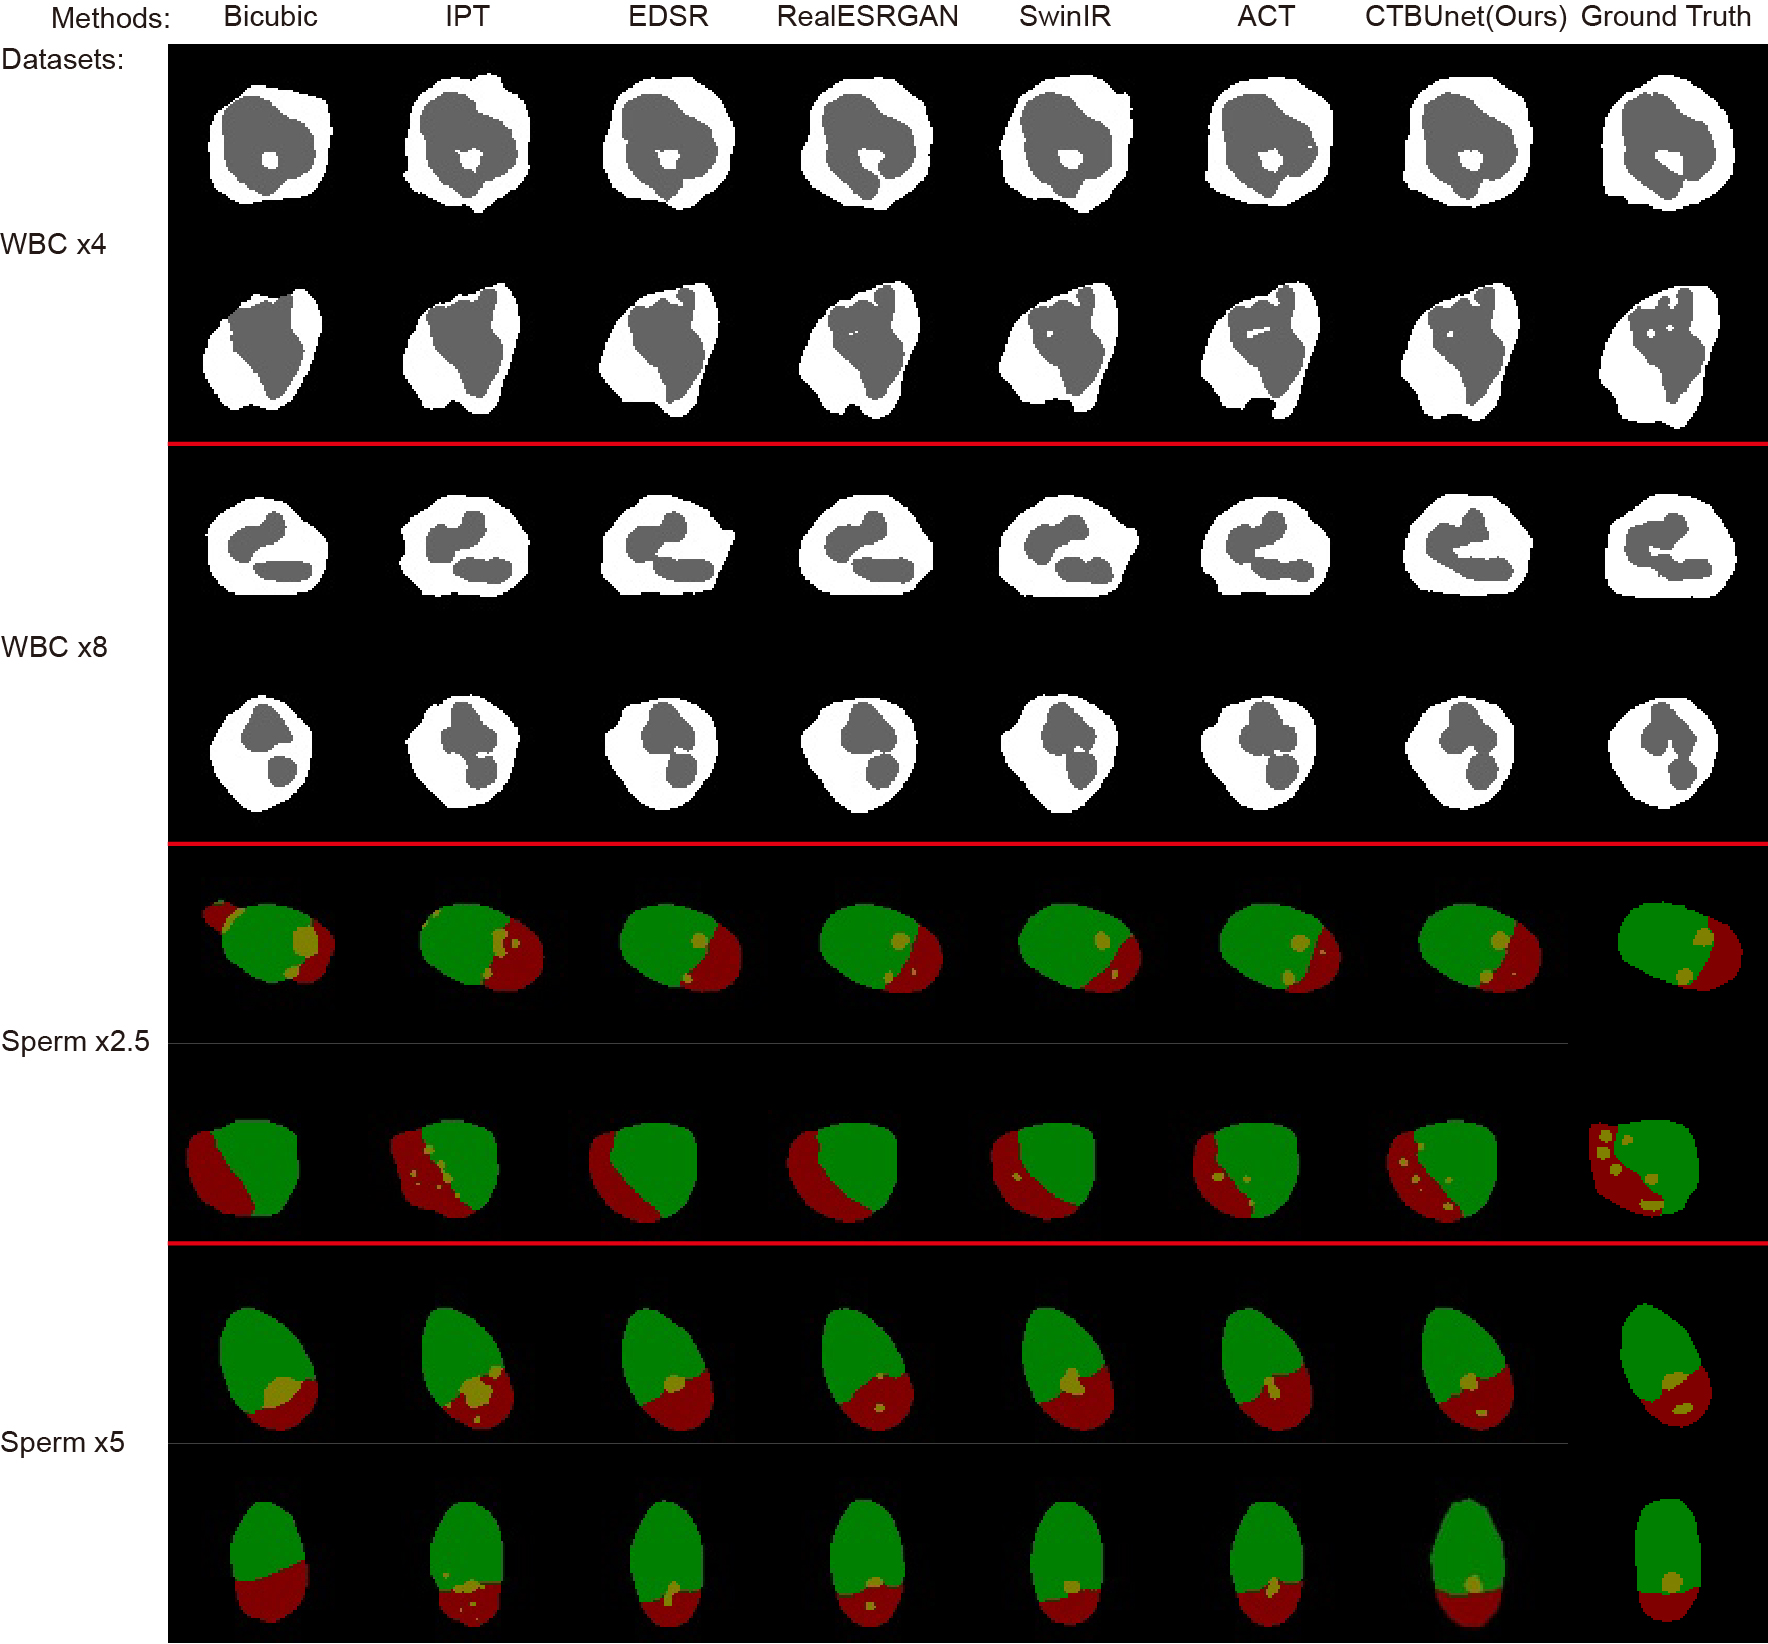 Methods: Bicubic IPT EDSR RealESRGAN SwinIR ACT CTBUnet(Ours) Ground Truth
Datasets:
WBC x4
WBC x8
Sperm x2.5
Sperm x5